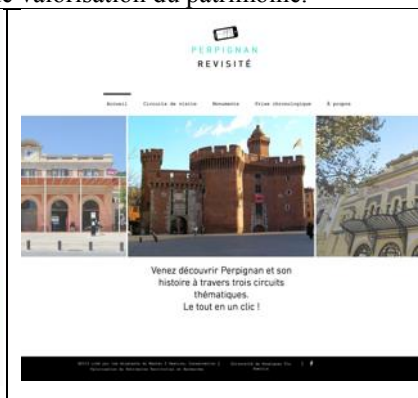 e valorisation du patrimoine.
PERPIGNAN
REVISITÉ
Accueil Circuits de visite Monuments Frise chronologique À propos
Venez découvrir Perpignan et son
histoire à travers trois circuits
thématiques.
Le tout en un clic !